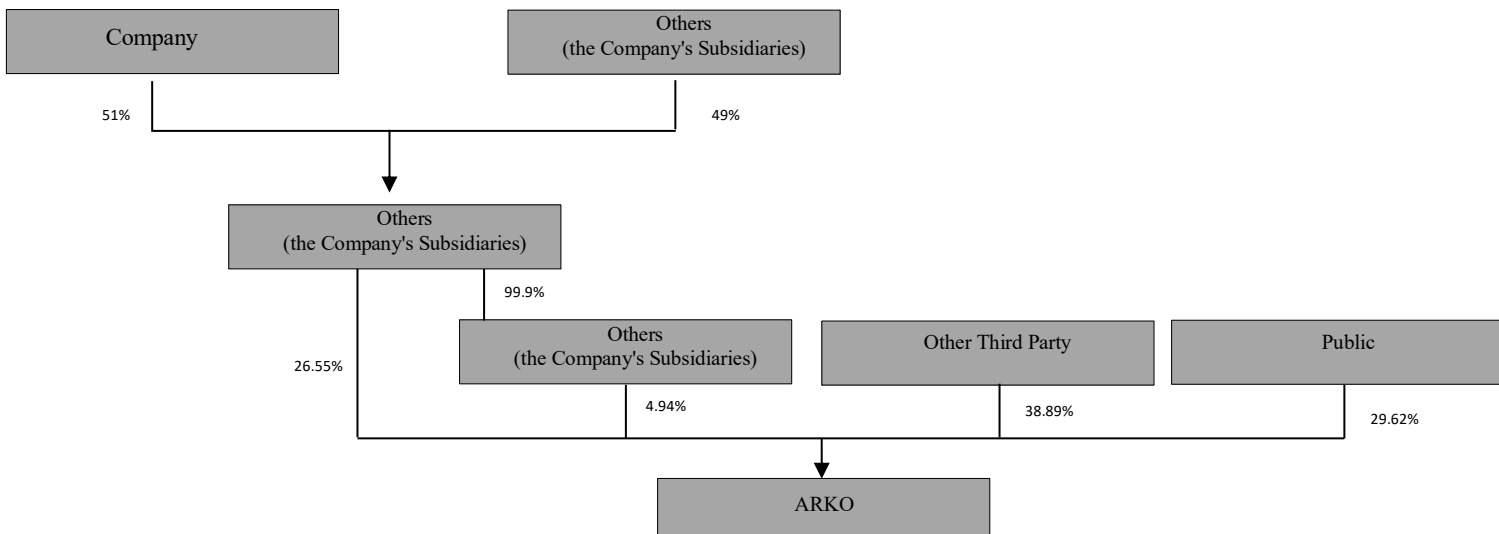 Company
Others
(the Company's Subsidiaries)
51%
49%
Others
(the Company's Subsidiaries)
99.9%
26.55%
Others
(the Company's Subsidiaries)
Other Third Party
Public
4.94%
38.89%
29.62%
ARKO